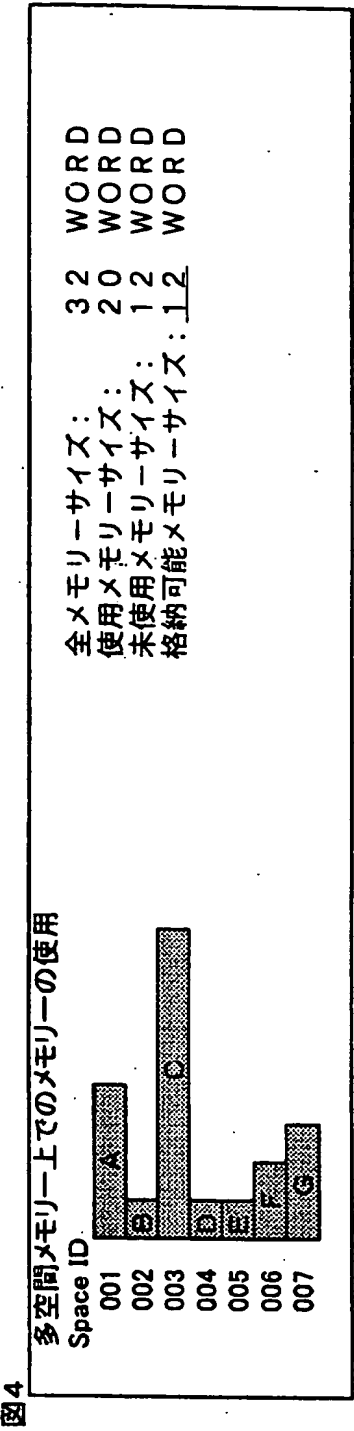 図4
多空間メモリー上でのメモリーの使用
Space ID
001 A
002 B
003 C
004 D
005 E
006 F
007 G
全メモリーサイズ: 32 WORD
使用メモリーサイズ: 20 WORD
未使用メモリーサイズ: 12 WORD
格納可能メモリーサイズ: 12 WORD